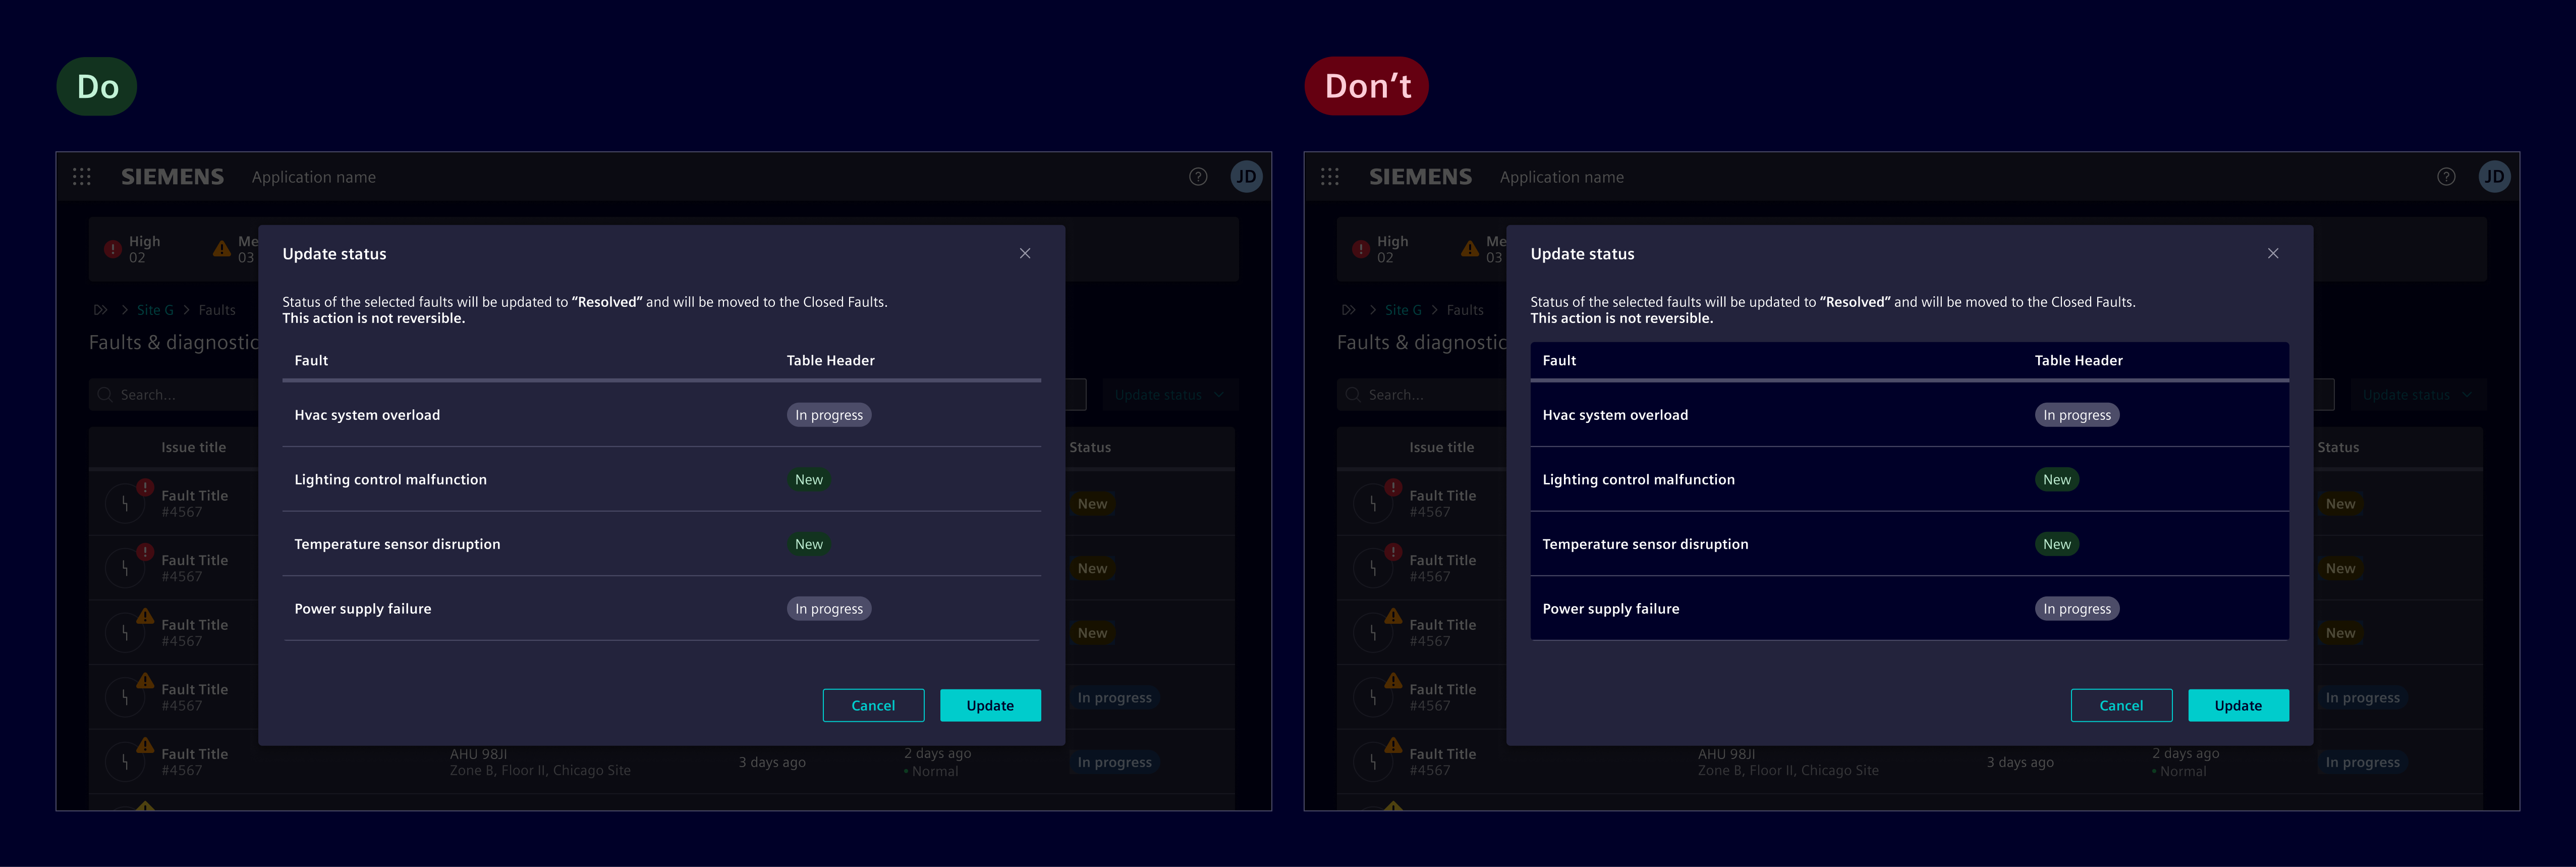 Do
SIEMENS Application name
JD
High
02
Me
03
Site G > Faults
Faults & diagnostic
Search...
Update status
Issue title
Status
Fault Title
#4567
New
Fault Title
#4567
New
Fault Title
#4567
New
Fault Title
#4567
In progress
Fault Title
#4567
AHU 98JI
Zone B, Floor II, Chicago Site
3 days ago
2 days ago
• Normal
In progress
Update status
Status of the selected faults will be updated to “Resolved” and will be moved to the Closed Faults.
This action is not reversible.
Fault Table Header
Hvac system overload In progress
Lighting control malfunction New
Temperature sensor disruption New
Power supply failure In progress
Cancel Update
Don’t
SIEMENS Application name
JD
High
02
Me
03
Site G > Faults
Faults & diagnostic
Search...
Update status
Issue title
Status
Fault Title
#4567
New
Fault Title
#4567
New
Fault Title
#4567
New
Fault Title
#4567
In progress
Fault Title
#4567
AHU 98JI
Zone B, Floor II, Chicago Site
3 days ago
2 days ago
• Normal
In progress
Update status
Status of the selected faults will be updated to “Resolved” and will be moved to the Closed Faults.
This action is not reversible.
Fault Table Header
Hvac system overload In progress
Lighting control malfunction New
Temperature sensor disruption New
Power supply failure In progress
Cancel Update